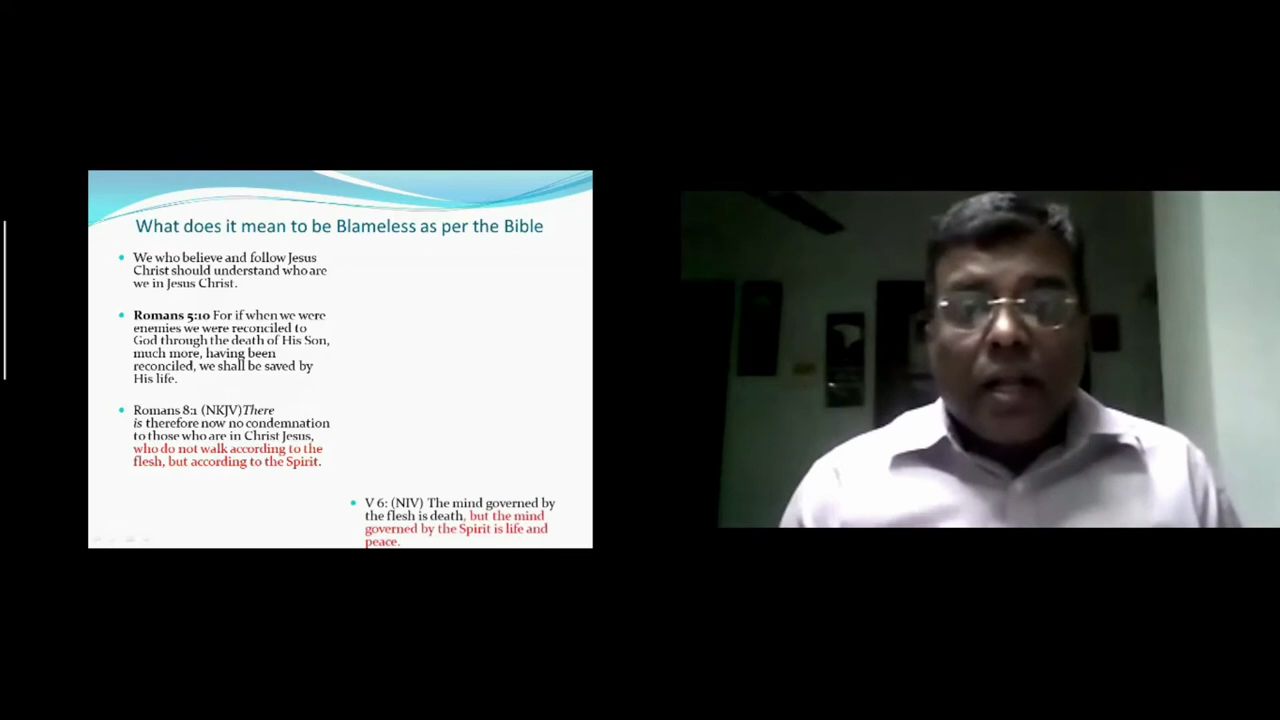 What does it mean to be Blameless as per the Bible
We who believe and follow Jesus
Christ should understand who are
we in Jesus Christ.
Romans 5:10 For if when we were
enemies we were reconciled to
God through the death of His Son,
much more, having been
reconciled, we shall be saved by
His life.
Romans 8:1 (NKJV)There
is therefore now no condemnation
to those who are in Christ Jesus,
who do not walk according to the
flesh, but according to the Spirit.
V 6: (NIV) The mind governed by
the flesh is death, but the mind
governed by the Spirit is life and
peace.